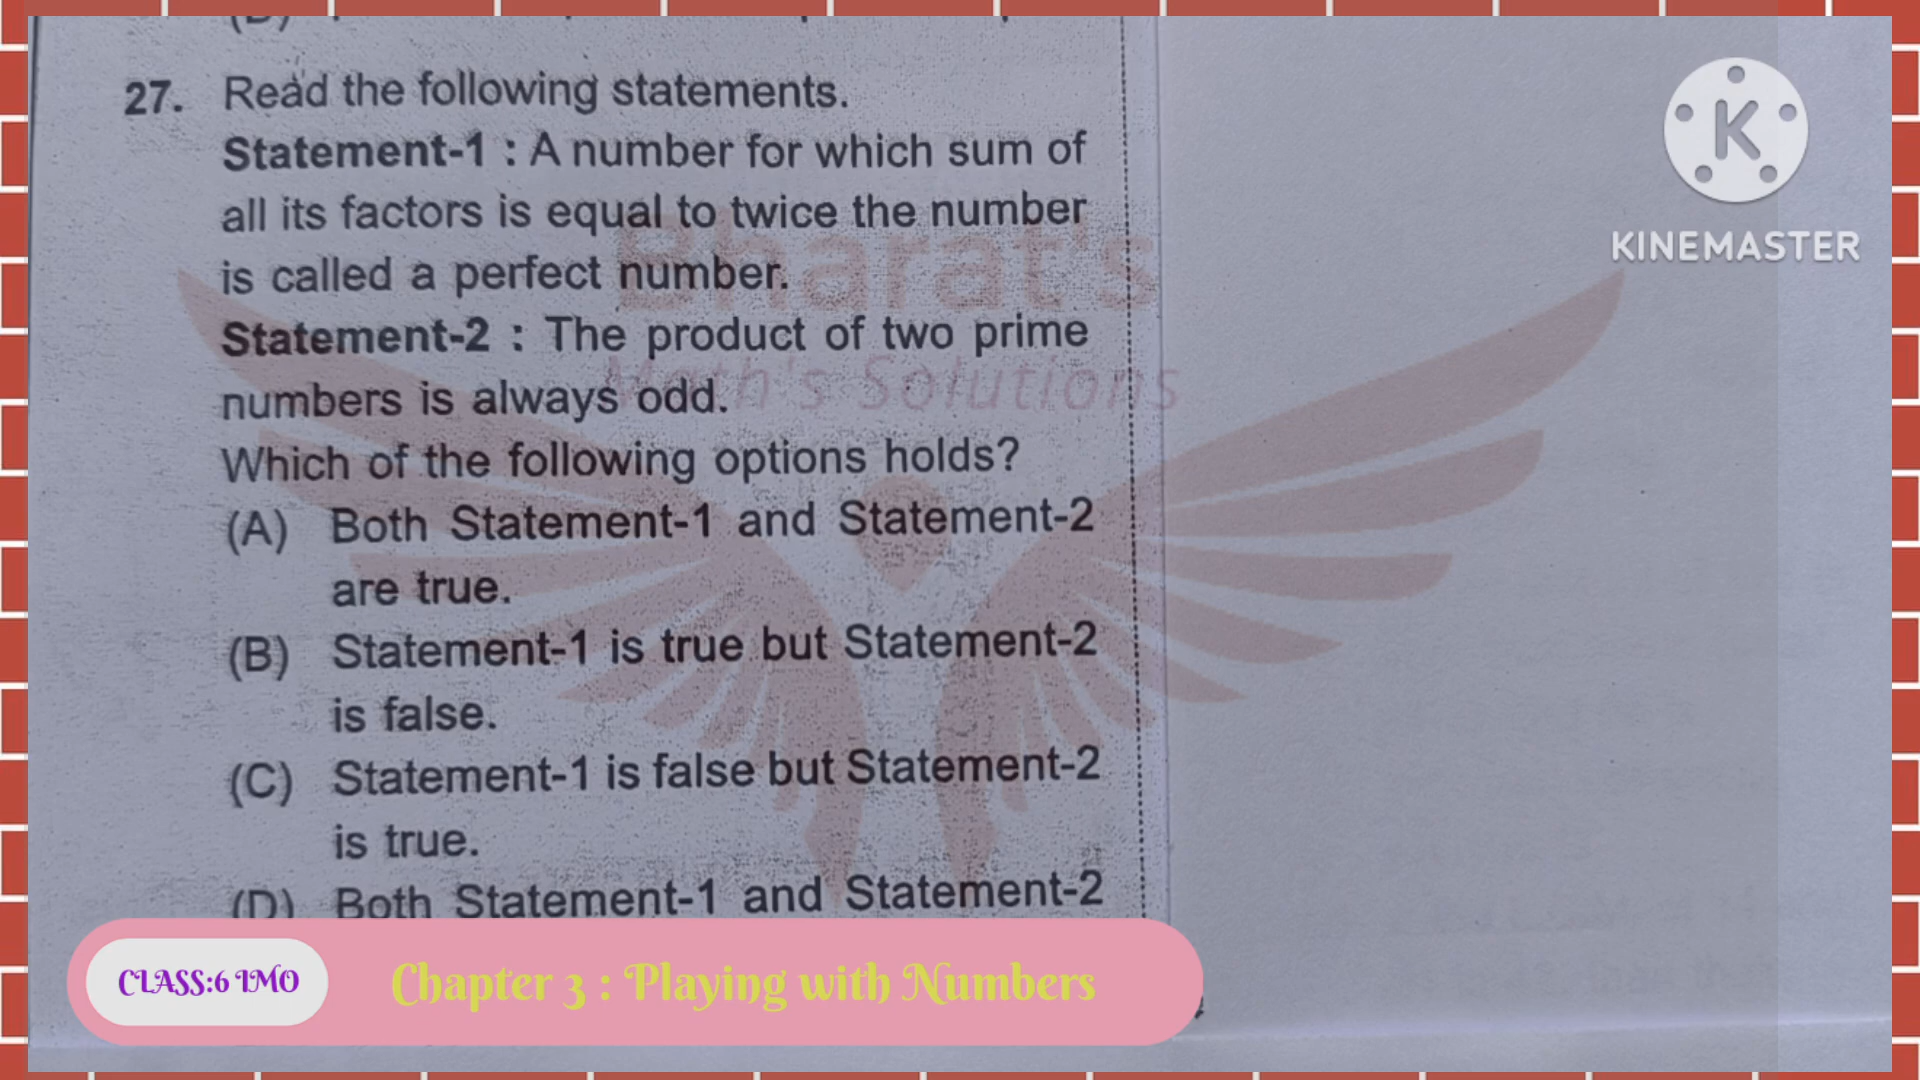 27. Read the following statements.
Statement-1 : A number for which sum of
all its factors is equal to twice the number
is called a perfect number.
Statement-2 : The product of two prime
numbers is always odd.
Which of the following options holds?
(A) Both Statement-1 and Statement-2
are true.
(B) Statement-1 is true but Statement-2
is false.
(C) Statement-1 is false but Statement-2
is true.
(D) Both Statement-1 and Statement-2
Bharat's
Math's Solutions
K
KINEMASTER
CLASS:6 IMO
Chapter 3 : Playing with Numbers